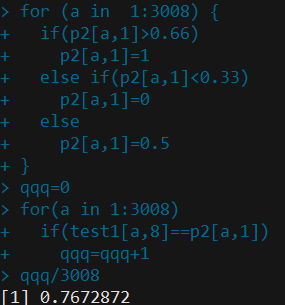 > for (a in  1:3008) {
+   if(p2[a,1]>0.66)
+     p2[a,1]=1
+   else if(p2[a,1]<0.33)
+     p2[a,1]=0
+   else
+     p2[a,1]=0.5
+ }
> qqq=0
> for(a in 1:3008)
+   if(test1[a,8]==p2[a,1])
+     qqq=qqq+1
> qqq/3008
[1] 0.7672872